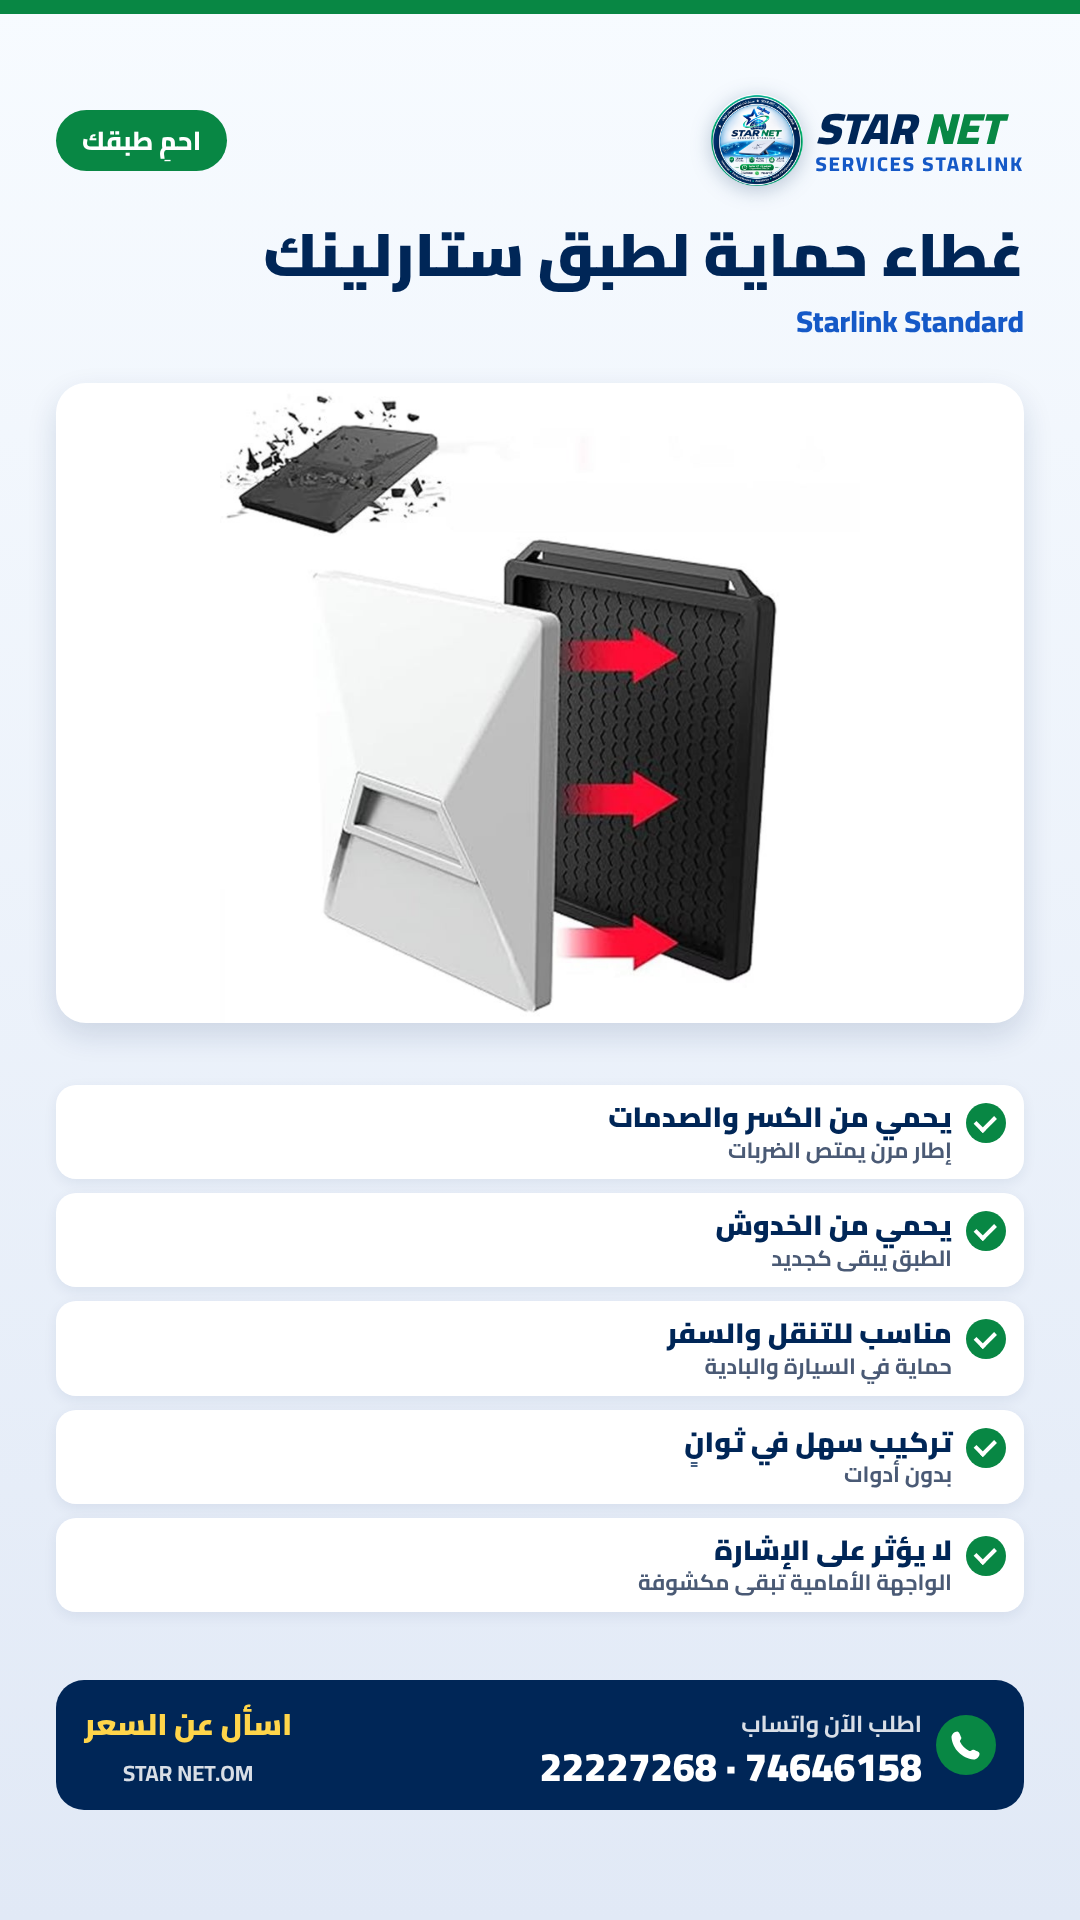 STAR NET
SERVICES STARLINK
احمِ طبقك
غطاء حماية لطبق ستارلينك
Starlink Standard
يحمي من الكسر والصدمات
إطار مرن يمتص الضربات
يحمي من الخدوش
الطبق يبقى كجديد
مناسب للتنقل والسفر
حماية في السيارة والبادية
تركيب سهل في ثوانٍ
بدون أدوات
لا يؤثر على الإشارة
الواجهة الأمامية تبقى مكشوفة
اطلب الآن واتساب
22227268 · 74646158
اسأل عن السعر
STAR NET.OM